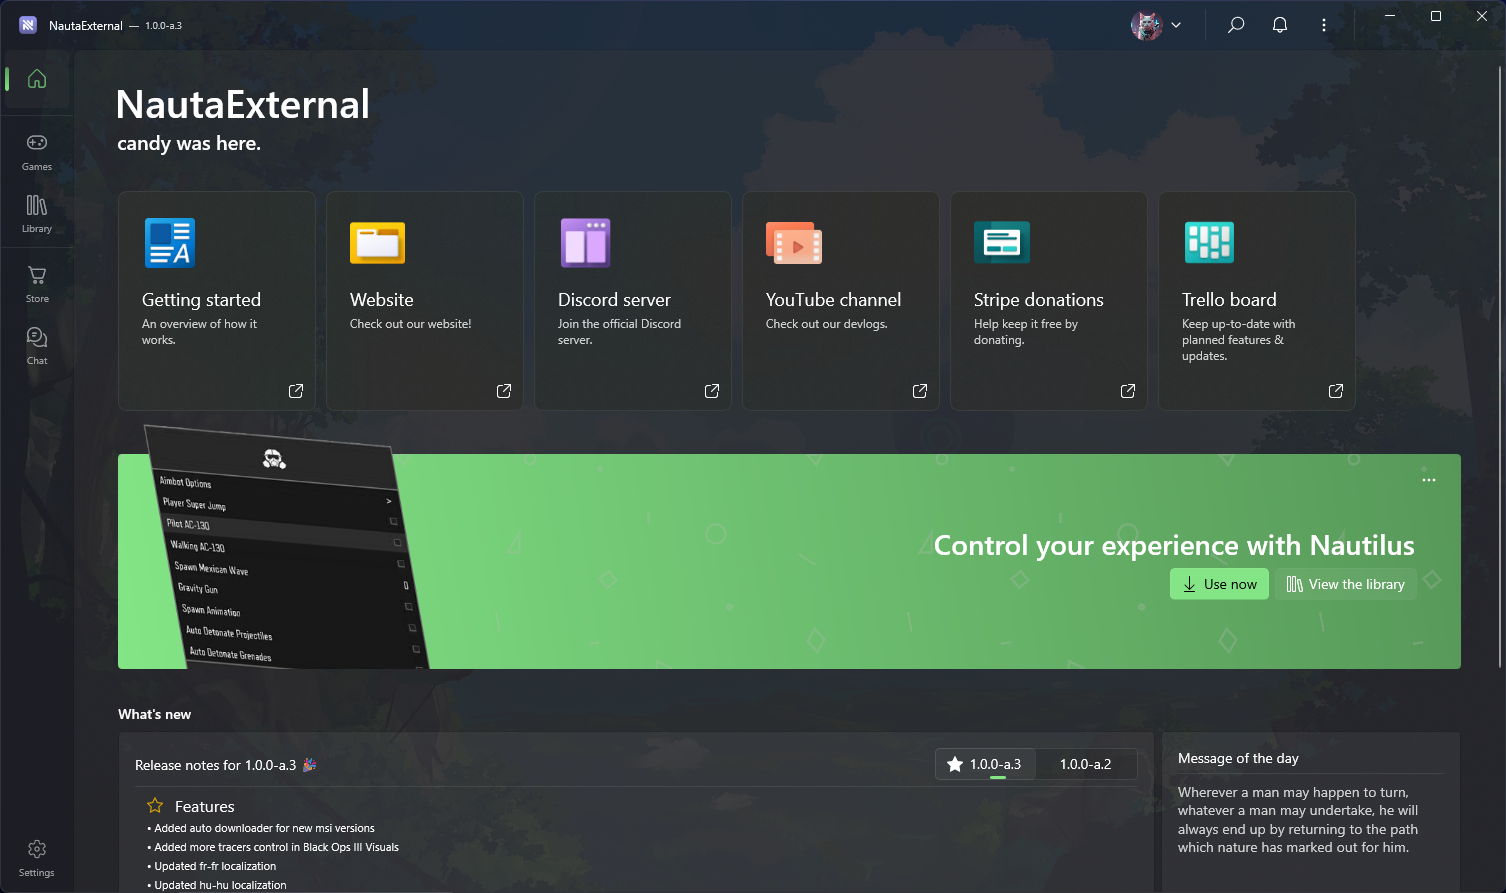 NautaExternal — 1.0.0-a.3
NautaExternal
candy was here.
Games
Library
Store
Chat
Settings
Getting started
An overview of how it
works.
Website
Check out our website!
Discord server
Join the official Discord
server.
YouTube channel
Check out our devlogs.
Stripe donations
Help keep it free by
donating.
Trello board
Keep up-to-date with
planned features &
updates.
Aimbot Options
Player Super Jump >
Pilot AC-130
Walking AC-130
Spawn Mexican Wave
Gravity Gun 0
Spawn Animation
Auto Detonate Projectiles
Auto Detonate Grenades
Control your experience with Nautilus
Use now
View the library
What's new
Release notes for 1.0.0-a.3
1.0.0-a.3
1.0.0-a.2
Features
• Added auto downloader for new msi versions
• Added more tracers control in Black Ops III Visuals
• Updated fr-fr localization
• Updated hu-hu localization
Message of the day
Wherever a man may happen to turn,
whatever a man may undertake, he will
always end up by returning to the path
which nature has marked out for him.